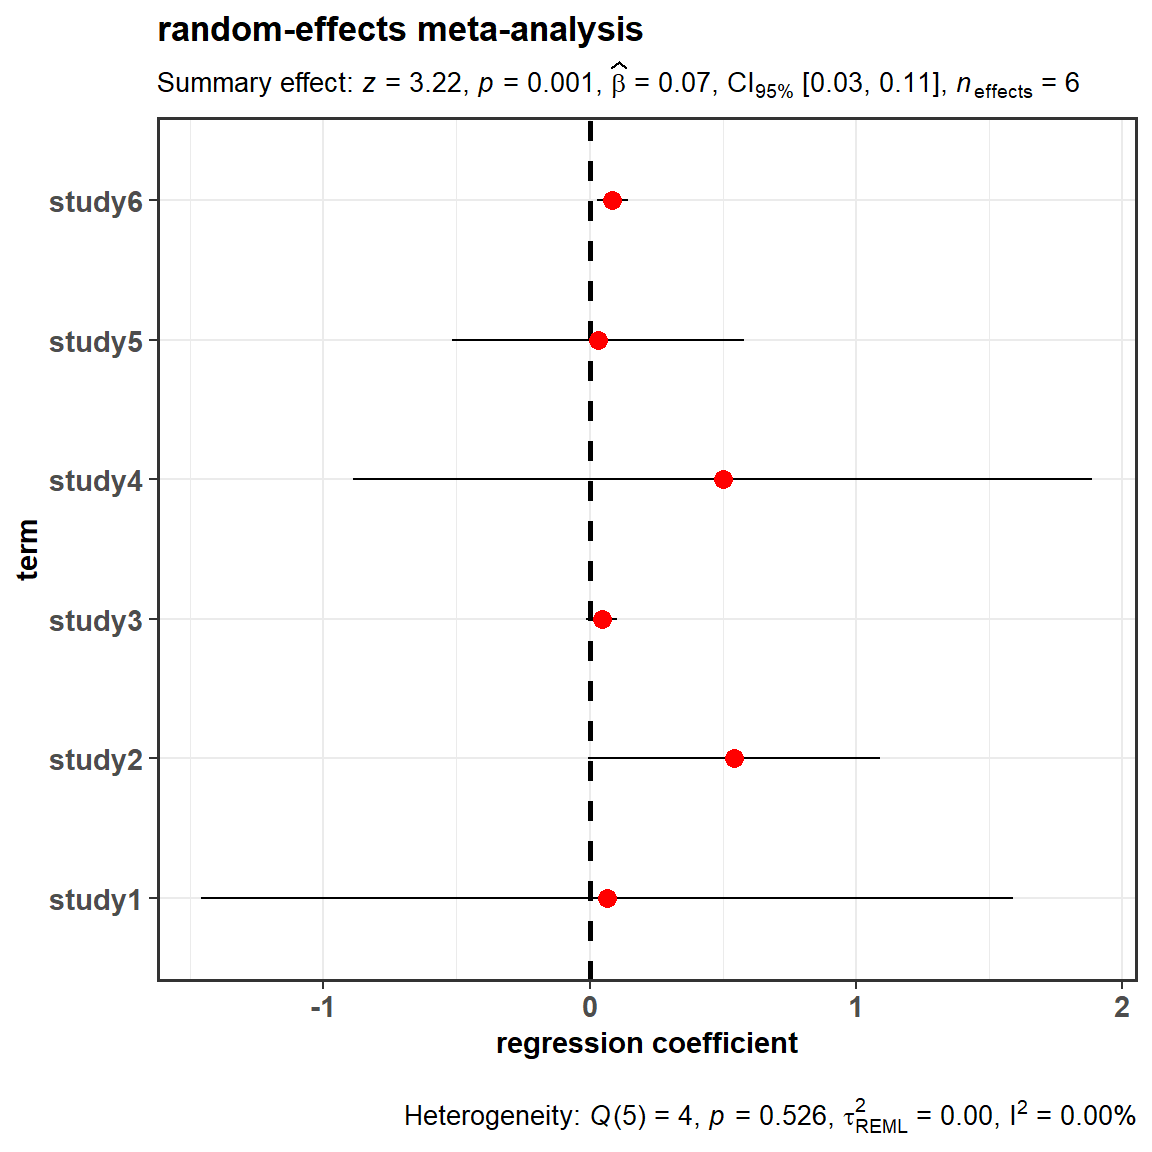 random-effects meta-analysis
Summary effect: z = 3.22, p = 0.001, β̂ = 0.07, CI95% [0.03, 0.11], neffects = 6
study6
study5
study4
study3
study2
study1
term
-1 0 1 2
regression coefficient
Heterogeneity: Q(5) = 4, p = 0.526, τ²REML = 0.00, I² = 0.00%